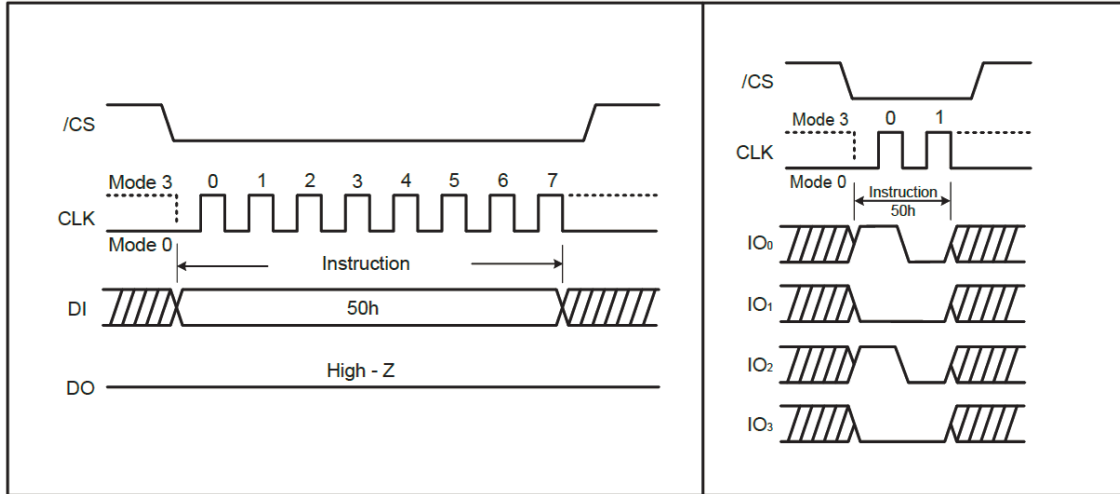 /CS
Mode 3 0 1 2 3 4 5 6 7
CLK
Mode 0
Instruction
DI 50h
High - Z
DO
/CS
Mode 3 0 1
CLK
Mode 0 Instruction
50h
IO₀
IO₁
IO₂
IO₃